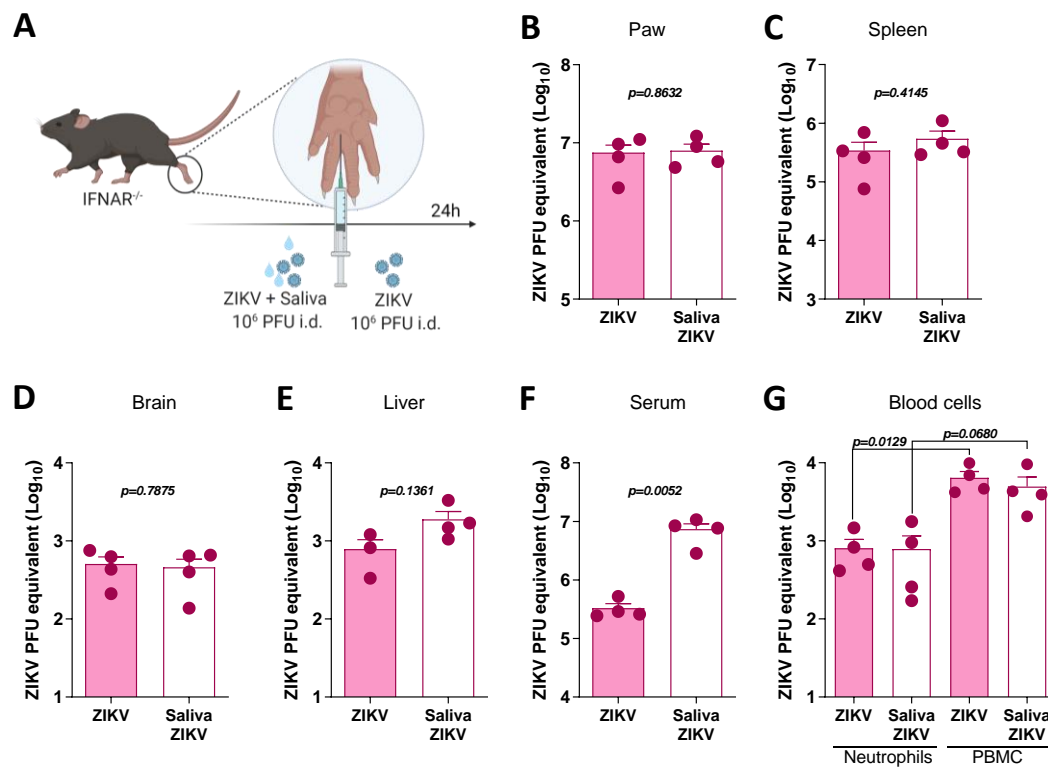 A
IFNAR-/-
24h
ZIKV + Saliva
10⁶ PFU i.d.
ZIKV
10⁶ PFU i.d.
B
Paw
ZIKV PFU equivalent (Log₁₀)
8
7
6
5
p=0.8632
ZIKV
Saliva
ZIKV
C
Spleen
ZIKV PFU equivalent (Log₁₀)
7
6
5
4
3
p=0.4145
ZIKV
Saliva
ZIKV
D
Brain
ZIKV PFU equivalent (Log₁₀)
4
3
2
1
p=0.7875
ZIKV
Saliva
ZIKV
E
Liver
ZIKV PFU equivalent (Log₁₀)
4
3
2
1
p=0.1361
ZIKV
Saliva
ZIKV
F
Serum
ZIKV PFU equivalent (Log₁₀)
8
7
6
5
4
p=0.0052
ZIKV
Saliva
ZIKV
G
Blood cells
ZIKV PFU equivalent (Log₁₀)
4
3
2
1
p=0.0129
p=0.0680
ZIKV
Saliva
ZIKV
ZIKV
Saliva
ZIKV
Neutrophils
PBMC